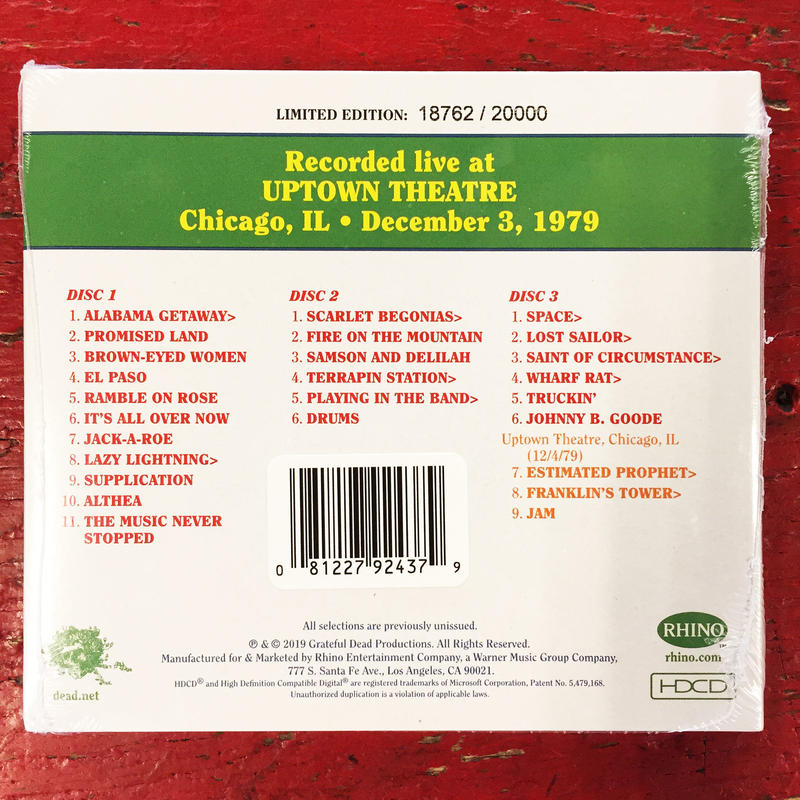 LIMITED EDITION: 18762 / 20000
Recorded live at
UPTOWN THEATRE
Chicago, IL • December 3, 1979
DISC 1
1. ALABAMA GETAWAY>
2. PROMISED LAND
3. BROWN-EYED WOMEN
4. EL PASO
5. RAMBLE ON ROSE
6. IT'S ALL OVER NOW
7. JACK-A-ROE
8. LAZY LIGHTNING>
9. SUPPLICATION
10. ALTHEA
11. THE MUSIC NEVER
STOPPED
DISC 2
1. SCARLET BEGONIAS>
2. FIRE ON THE MOUNTAIN
3. SAMSON AND DELILAH
4. TERRAPIN STATION>
5. PLAYING IN THE BAND>
6. DRUMS
DISC 3
1. SPACE>
2. LOST SAILOR>
3. SAINT OF CIRCUMSTANCE>
4. WHARF RAT>
5. TRUCKIN'
6. JOHNNY B. GOODE
Uptown Theatre, Chicago, IL
(12/4/79)
7. ESTIMATED PROPHET>
8. FRANKLIN'S TOWER>
9. JAM
0 81227 92437 9
All selections are previously unissued.
℗ & © 2019 Grateful Dead Productions. All Rights Reserved.
Manufactured for & Marketed by Rhino Entertainment Company, a Warner Music Group Company,
777 S. Santa Fe Ave., Los Angeles, CA 90021.
HDCD® and High Definition Compatible Digital® are registered trademarks of Microsoft Corporation, Patent No. 5,479,168.
Unauthorized duplication is a violation of applicable laws.
dead.net
RHINO
TM
rhino.com
HDCD